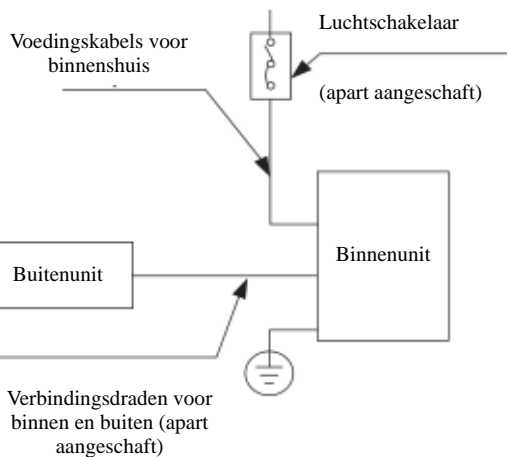 Voedingskabels voor
binnenshuis
Luchtschakelaar
(apart aangeschaft)
Buitenunit
Binnenunit
Verbindingsdraden voor
binnen en buiten (apart
aangeschaft)